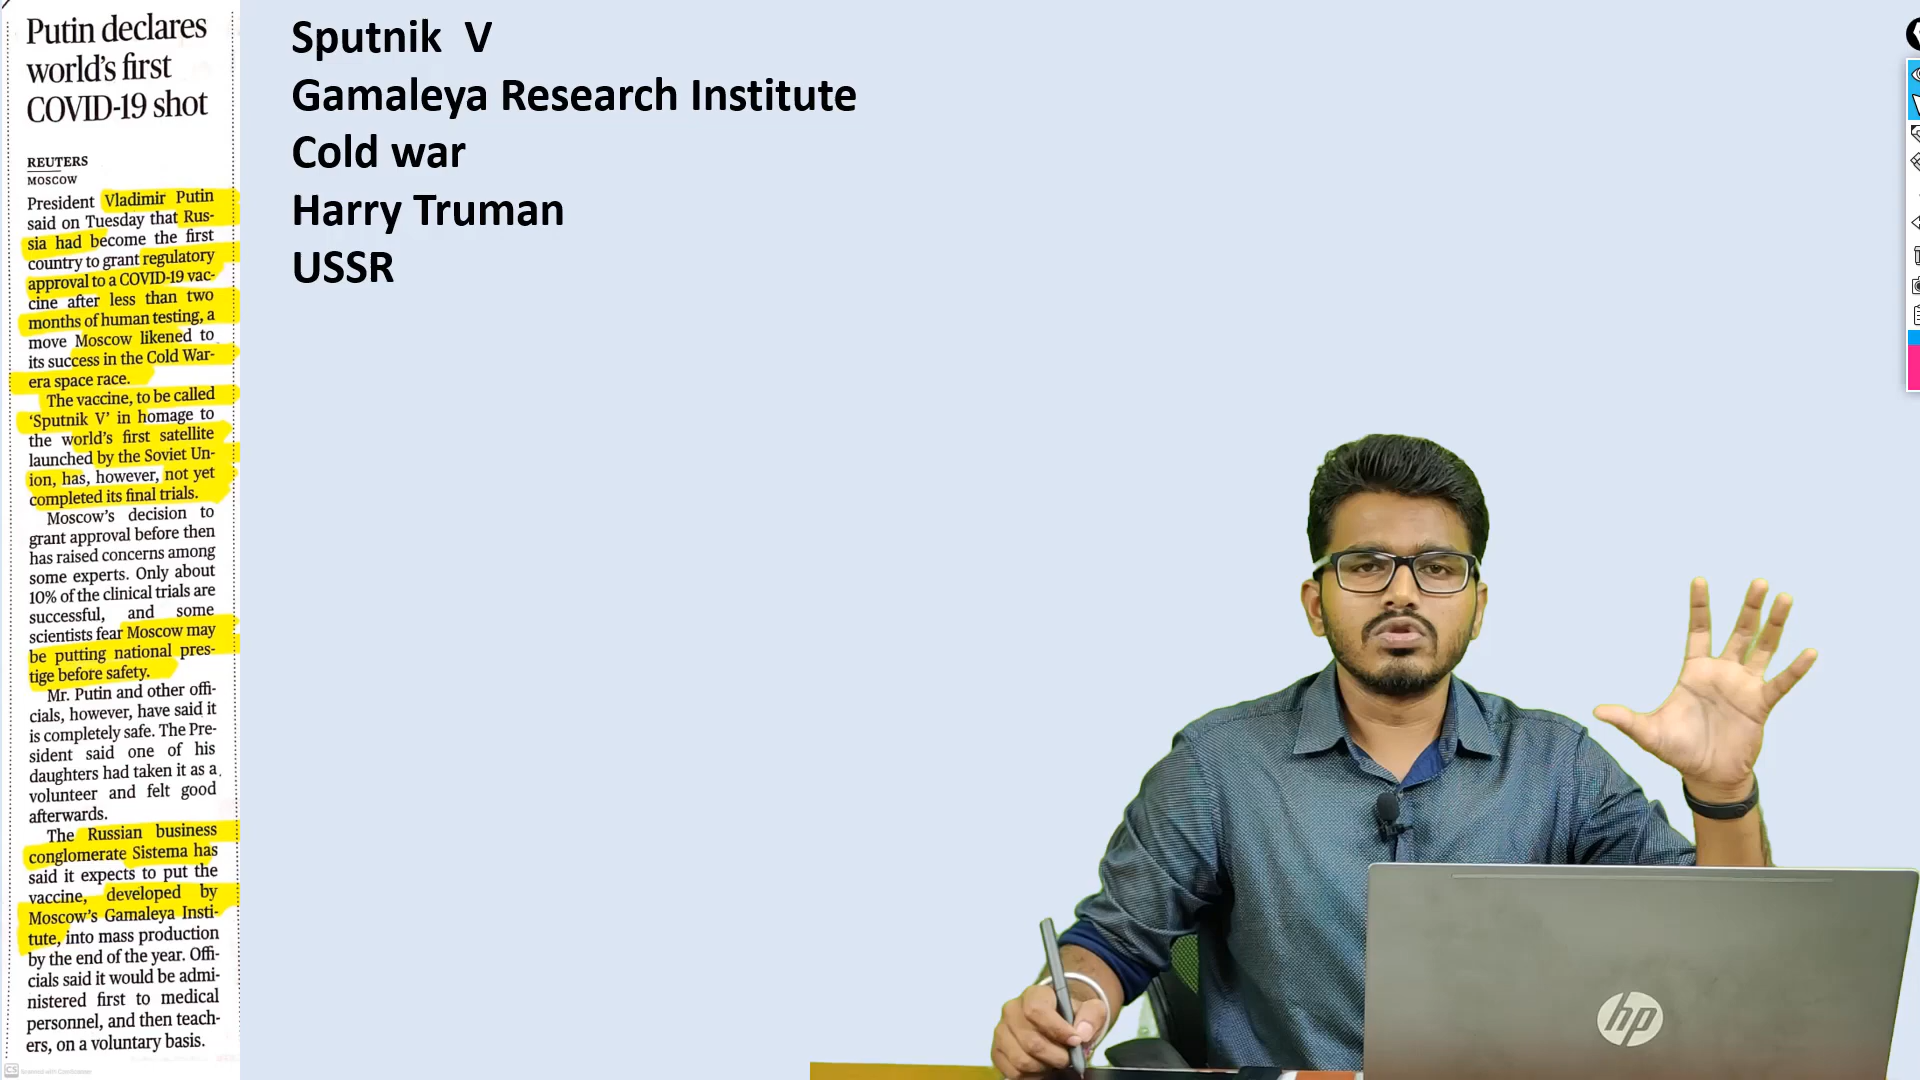 Putin declares
world's first
COVID-19 shot
REUTERS
MOSCOW
President Vladimir Putin
said on Tuesday that Rus-
sia had become the first
country to grant regulatory
approval to a COVID-19 vac-
cine after less than two
months of human testing, a
move Moscow likened to
its success in the Cold War-
era space race.
The vaccine, to be called
‘Sputnik V’ in homage to
the world's first satellite
launched by the Soviet Un-
ion, has, however, not yet
completed its final trials.
Moscow's decision to
grant approval before then
has raised concerns among
some experts. Only about
10% of the clinical trials are
successful, and some
scientists fear Moscow may
be putting national pres-
tige before safety.
Mr. Putin and other offi-
cials, however, have said it
is completely safe. The Pre-
sident said one of his
daughters had taken it as a
volunteer and felt good
afterwards.
The Russian business
conglomerate Sistema has
said it expects to put the
vaccine, developed by
Moscow's Gamaleya Insti-
tute, into mass production
by the end of the year. Offi-
cials said it would be admi-
nistered first to medical
personnel, and then teach-
ers, on a voluntary basis.
CS Scanned with CamScanner
Sputnik V
Gamaleya Research Institute
Cold war
Harry Truman
USSR
hp